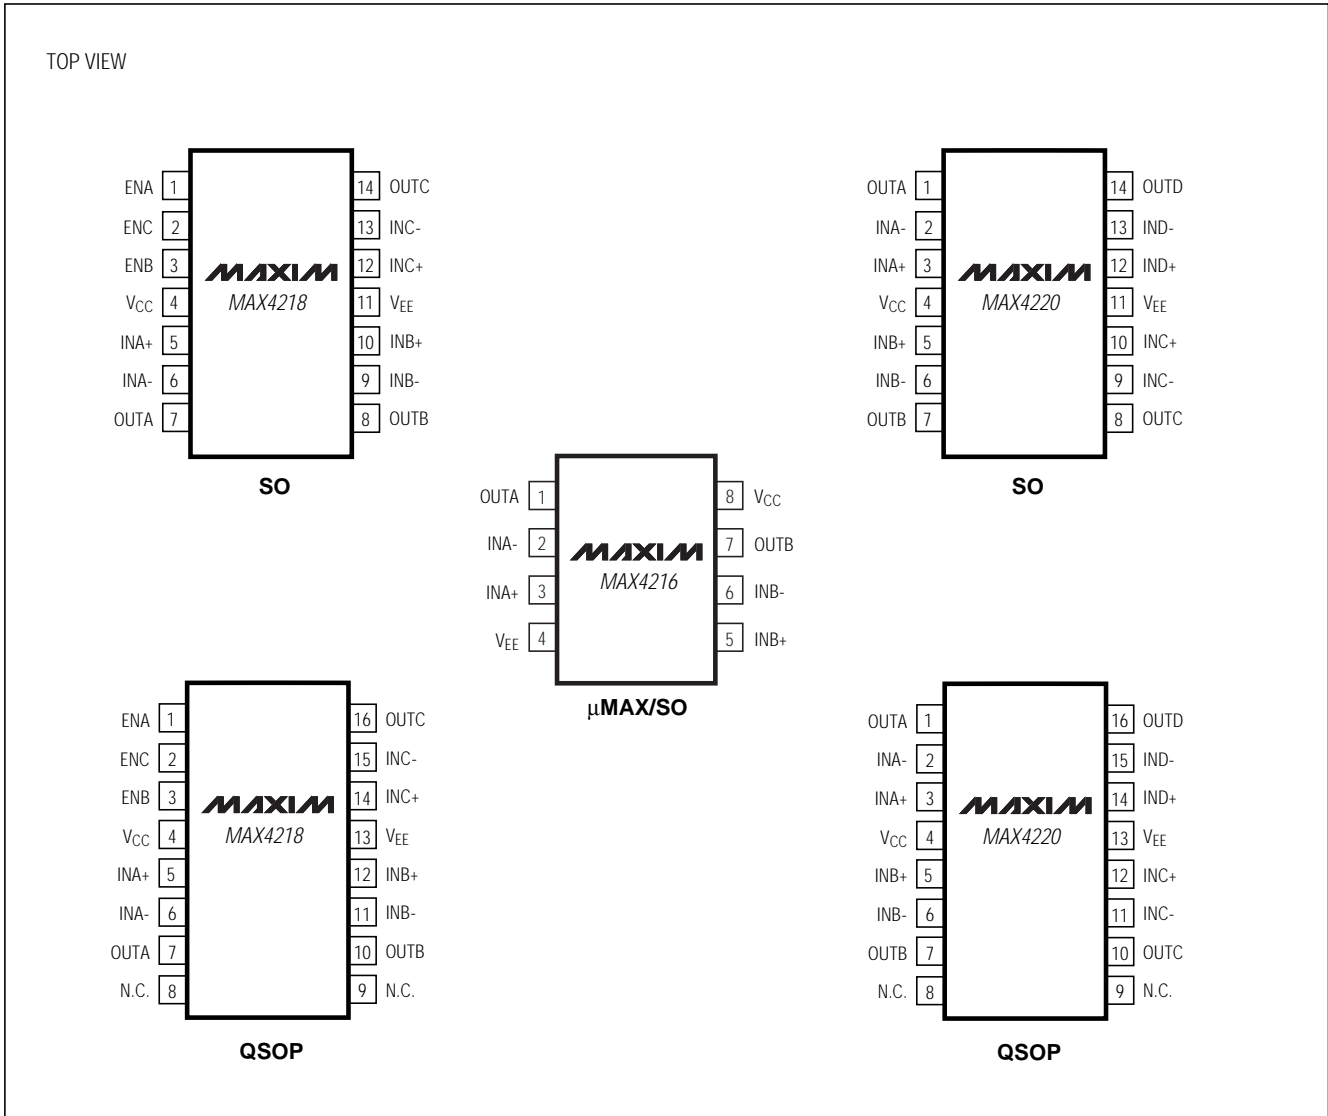 TOP VIEW
ENA 1
ENC 2
ENB 3
VCC 4
INA+ 5
INA- 6
OUTA 7
MAXIM
MAX4218
14 OUTC
13 INC-
12 INC+
11 VEE
10 INB+
9 INB-
8 OUTB
SO
OUTA 1
INA- 2
INA+ 3
VCC 4
INB+ 5
INB- 6
OUTB 7
MAXIM
MAX4220
14 OUTD
13 IND-
12 IND+
11 VEE
10 INC+
9 INC-
8 OUTC
SO
OUTA 1
INA- 2
INA+ 3
VEE 4
MAXIM
MAX4216
8 VCC
7 OUTB
6 INB-
5 INB+
μMAX/SO
ENA 1
ENC 2
ENB 3
VCC 4
INA+ 5
INA- 6
OUTA 7
N.C. 8
MAXIM
MAX4218
16 OUTC
15 INC-
14 INC+
13 VEE
12 INB+
11 INB-
10 OUTB
9 N.C.
QSOP
OUTA 1
INA- 2
INA+ 3
VCC 4
INB+ 5
INB- 6
OUTB 7
N.C. 8
MAXIM
MAX4220
16 OUTD
15 IND-
14 IND+
13 VEE
12 INC+
11 INC-
10 OUTC
9 N.C.
QSOP